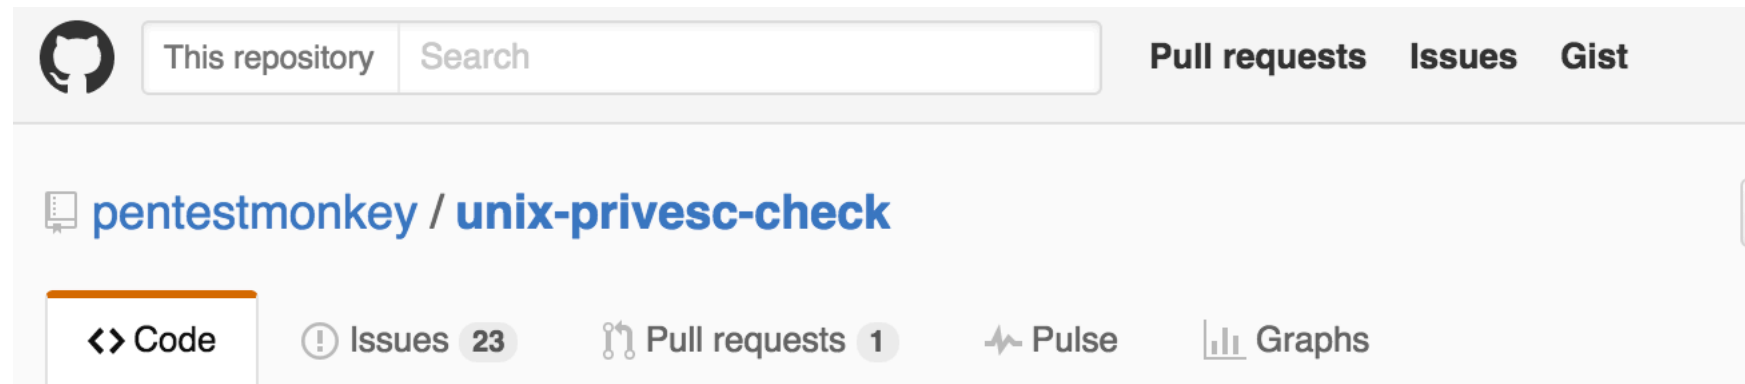 This repository Search Pull requests Issues Gist
pentestmonkey / unix-privesc-check
Code Issues 23 Pull requests 1 Pulse Graphs